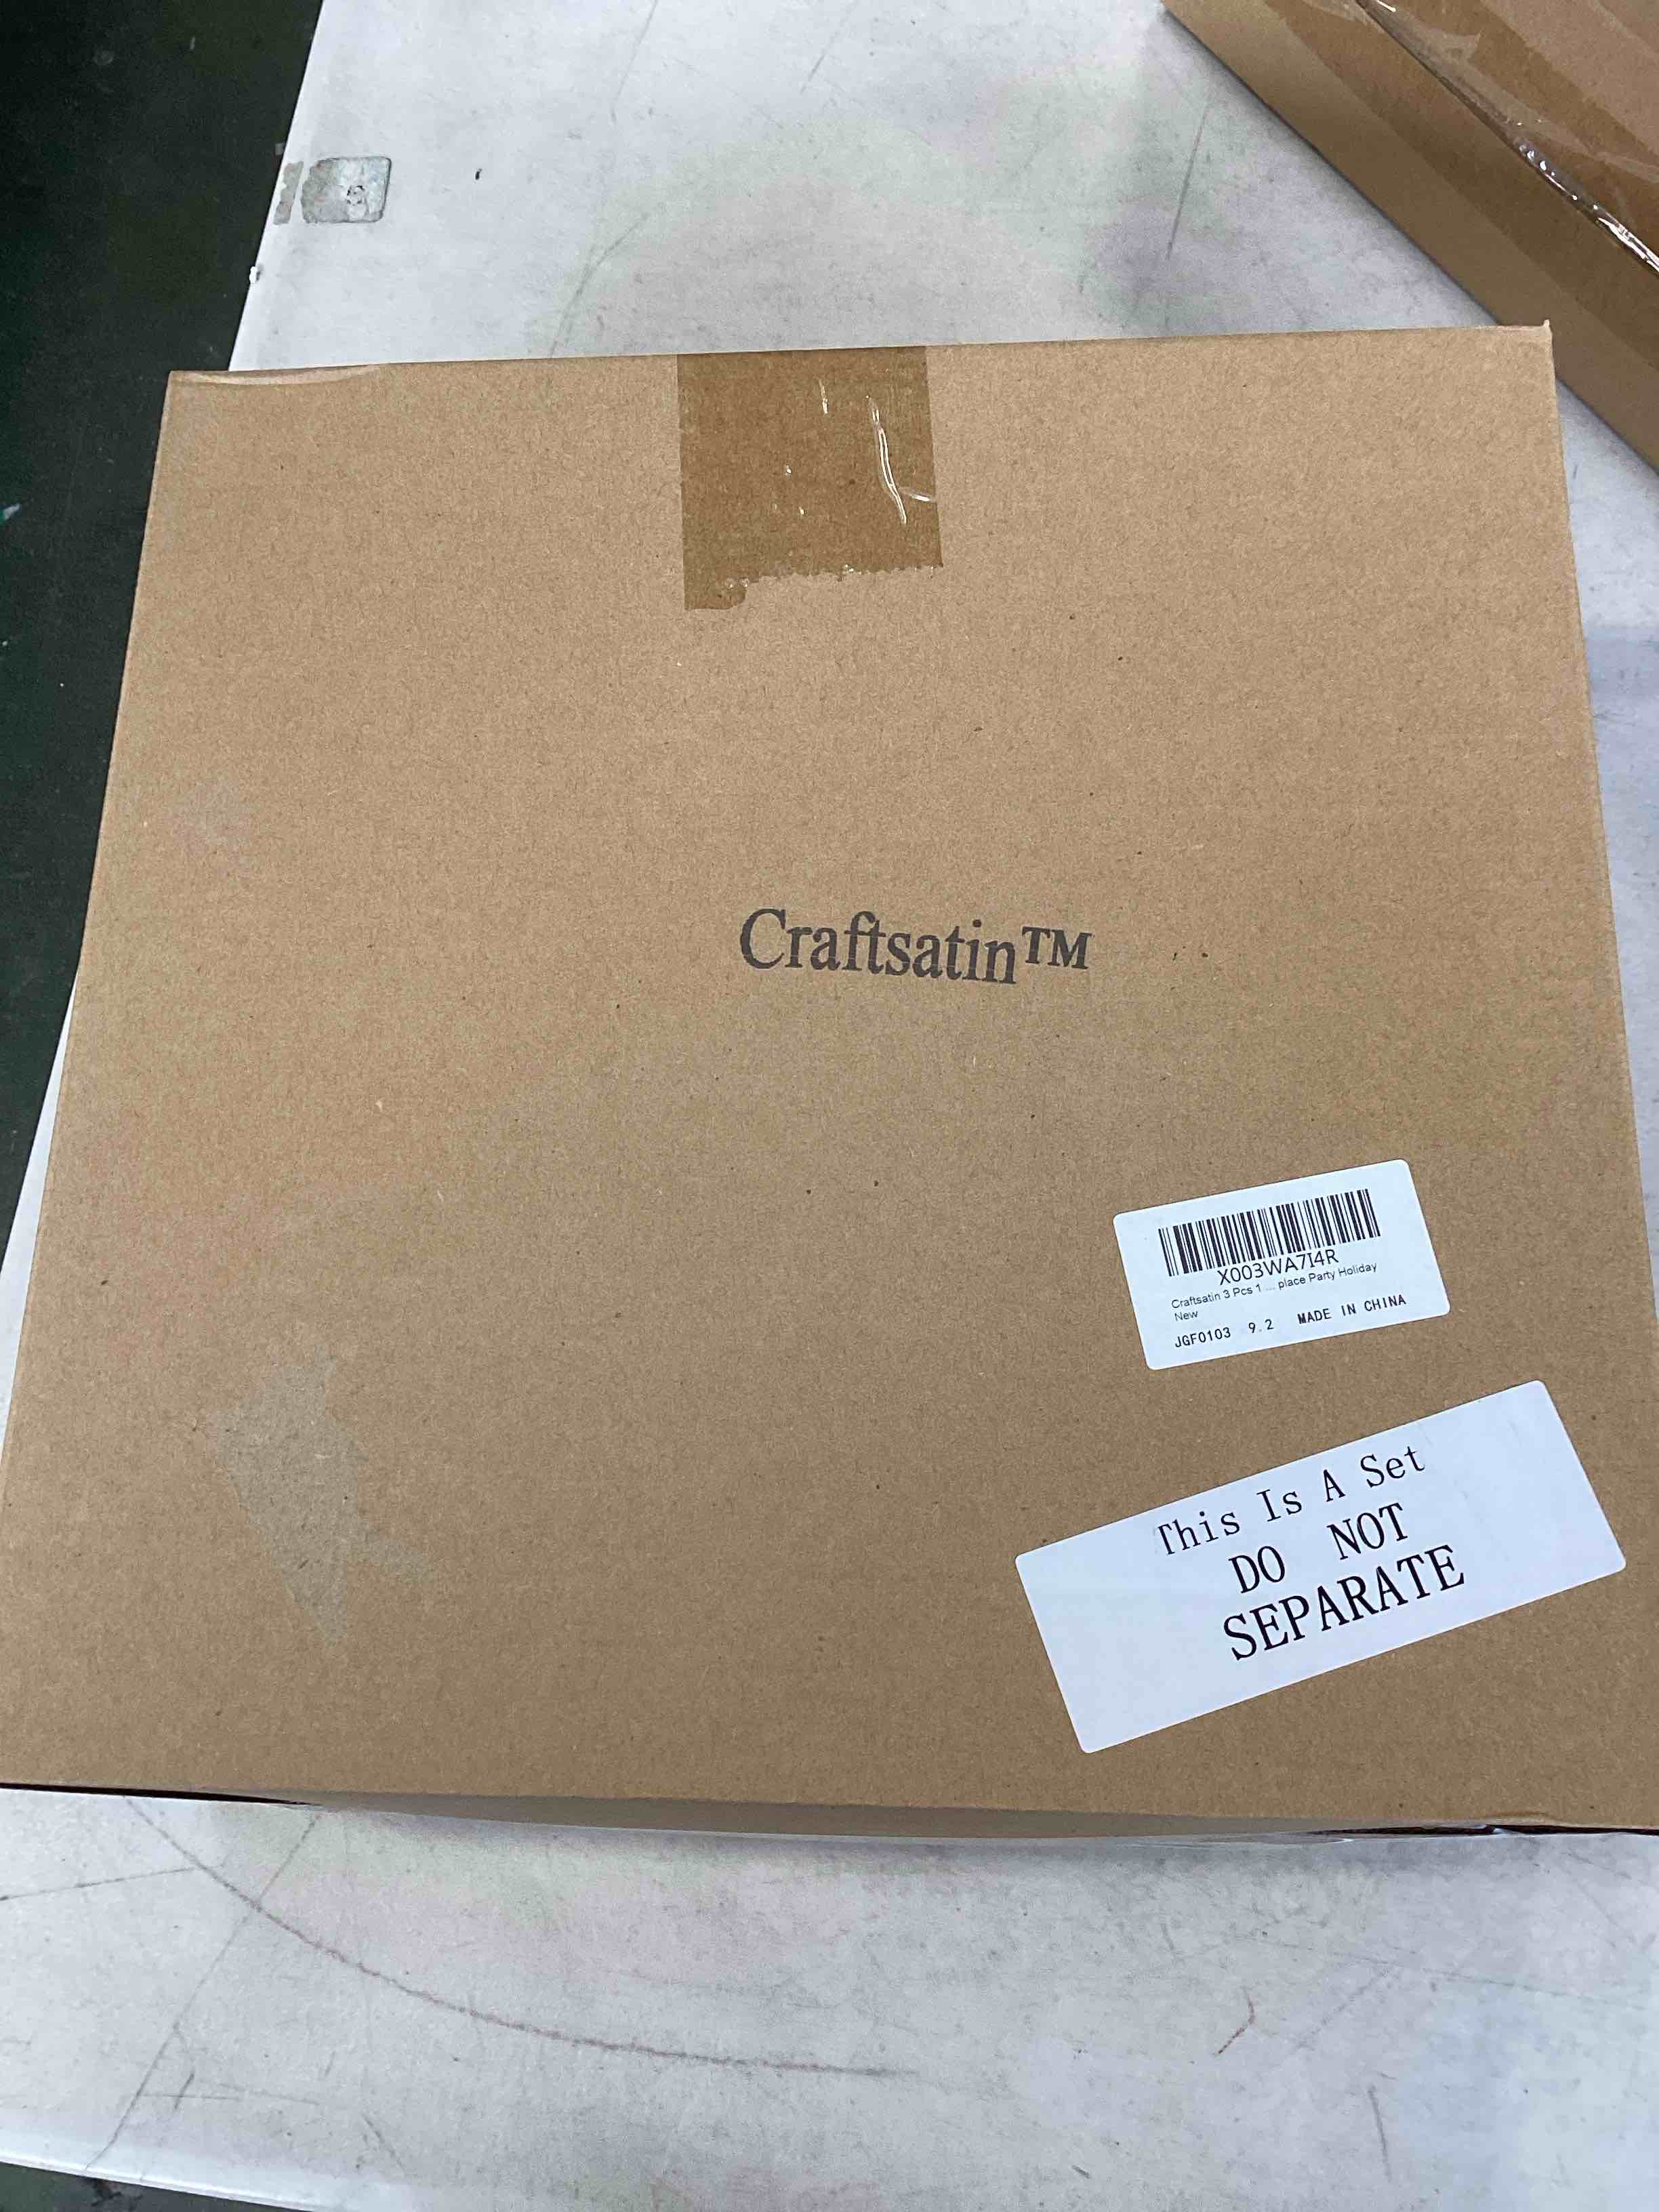 Craftsatin™
X003WA7I4R
Craftsatin 3 Pcs 1 ... place Party Holiday
New
JGF0103 9.2 MADE IN CHINA
This Is A Set
DO NOT
SEPARATE